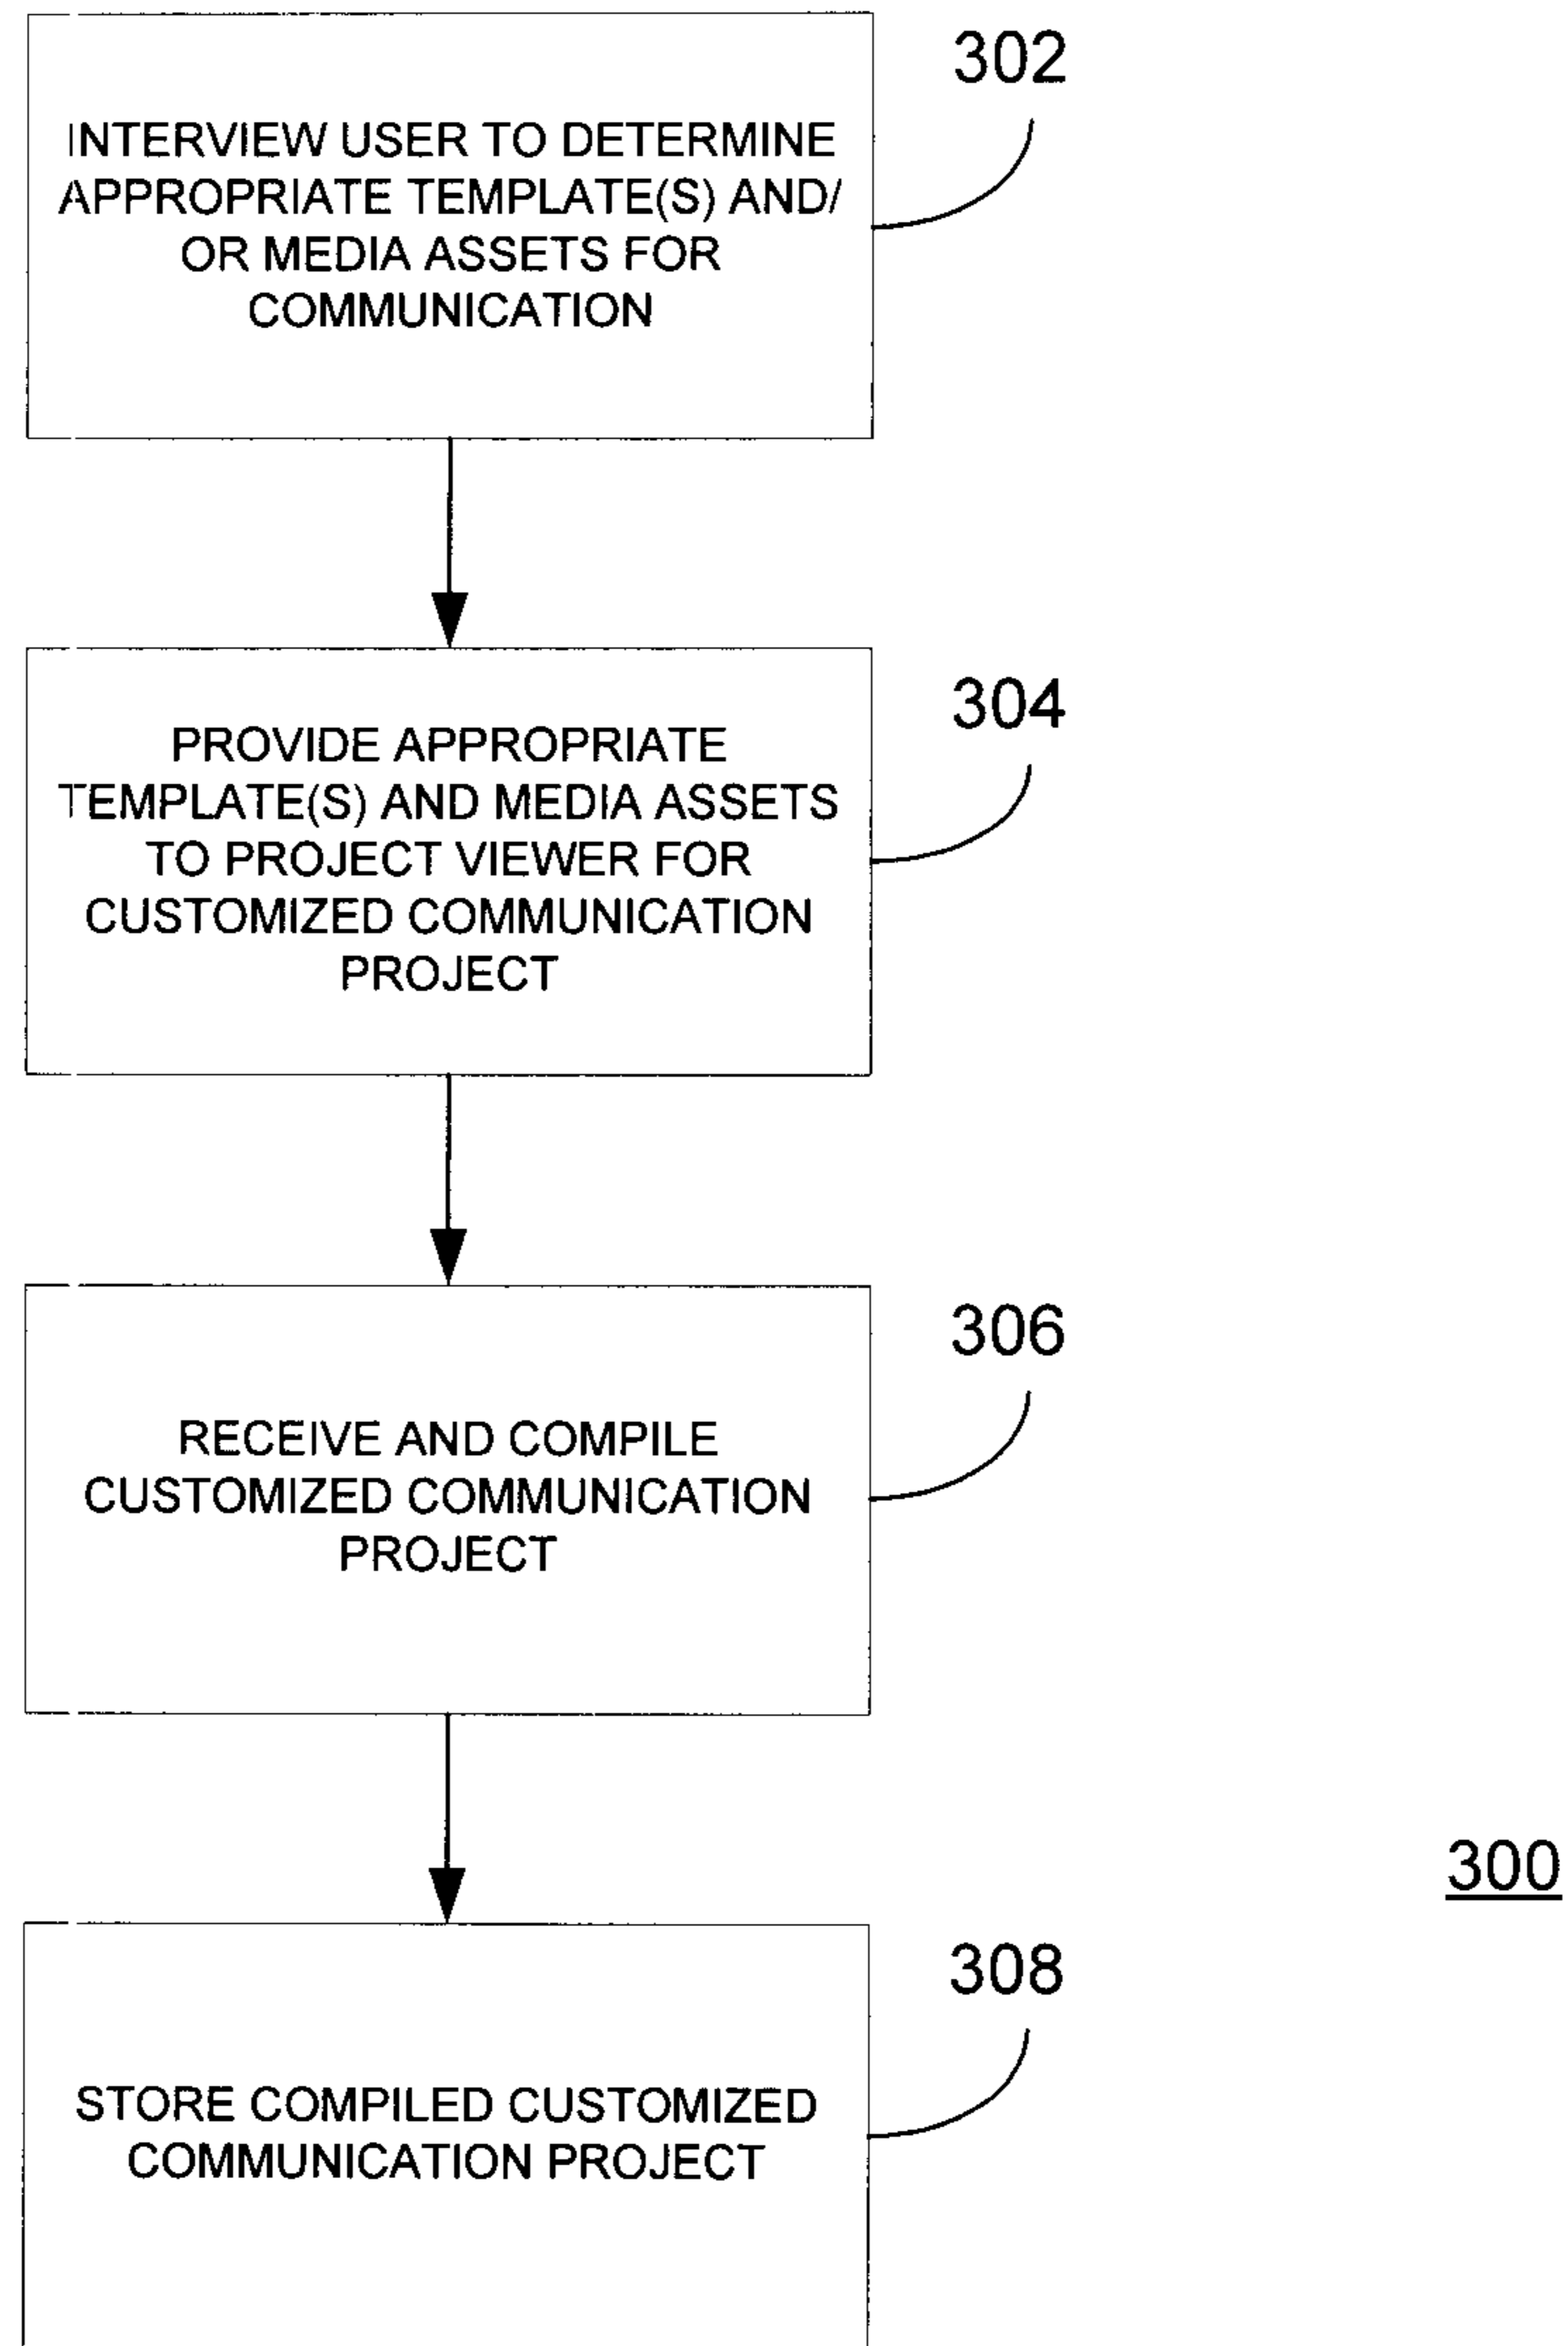 302
INTERVIEW USER TO DETERMINE
APPROPRIATE TEMPLATE(S) AND/
OR MEDIA ASSETS FOR
COMMUNICATION
304
PROVIDE APPROPRIATE
TEMPLATE(S) AND MEDIA ASSETS
TO PROJECT VIEWER FOR
CUSTOMIZED COMMUNICATION
PROJECT
306
RECEIVE AND COMPILE
CUSTOMIZED COMMUNICATION
PROJECT
300
308
STORE COMPILED CUSTOMIZED
COMMUNICATION PROJECT